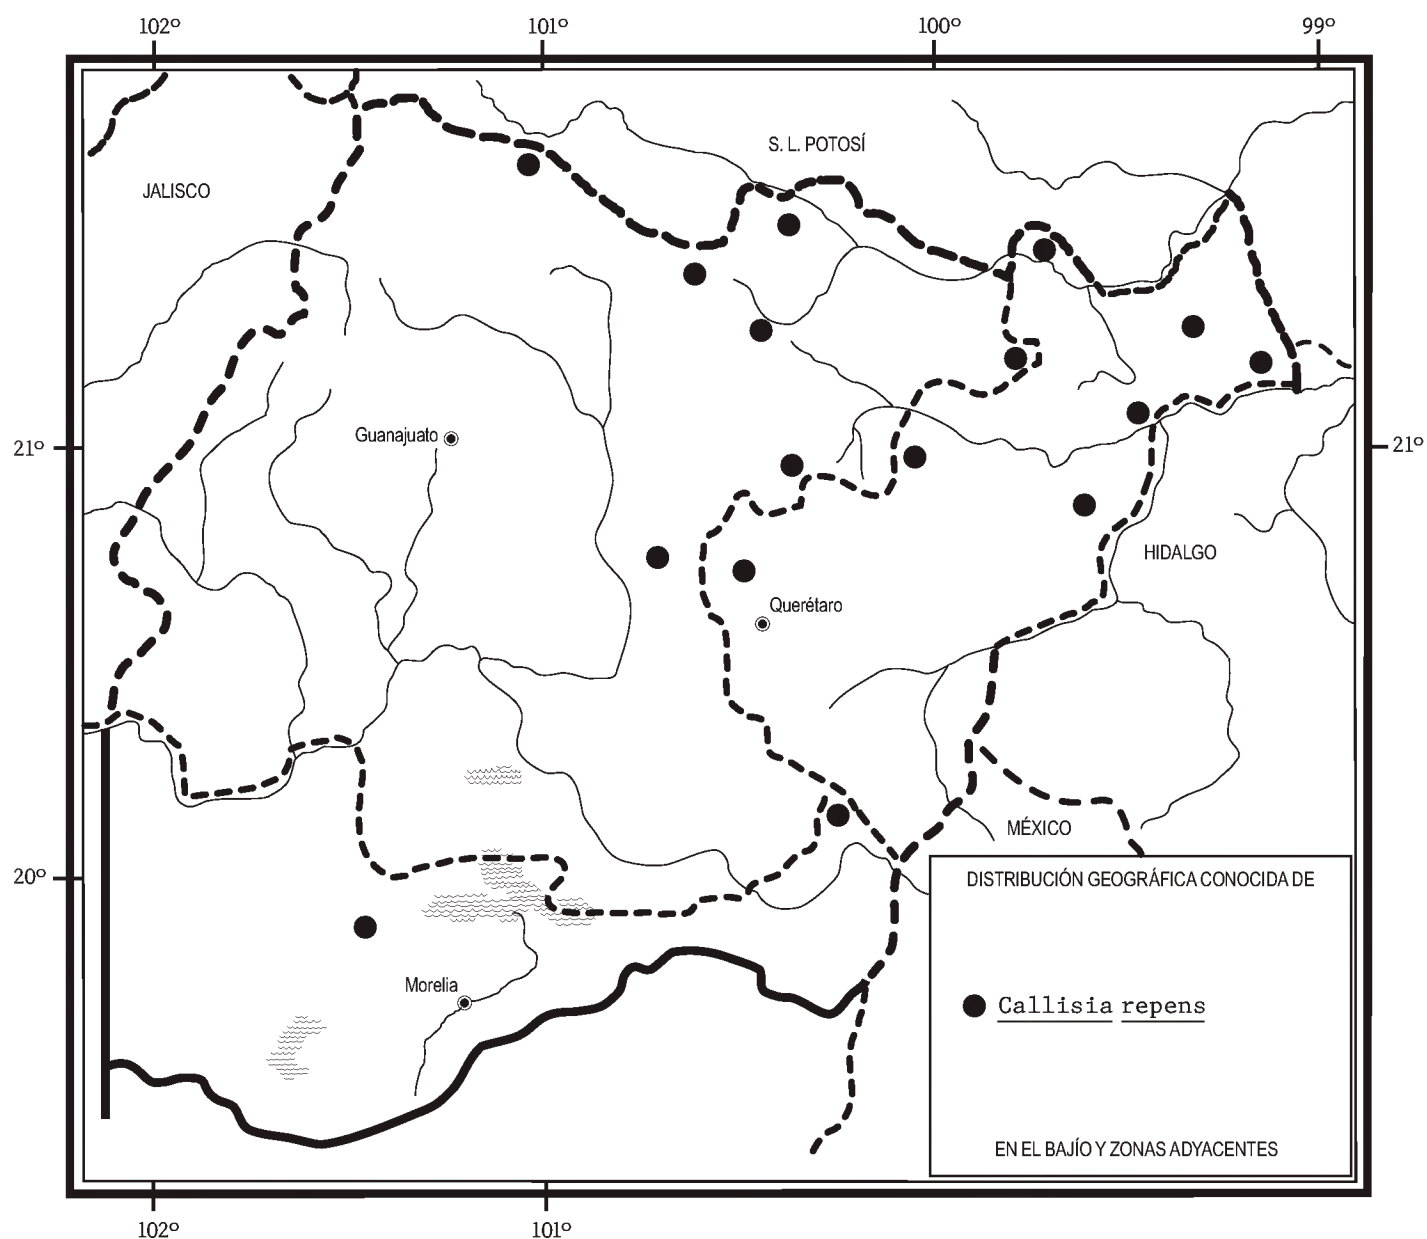 102º 101º 100º 99º
S. L. POTOSÍ
JALISCO
Guanajuato
21º 21º
HIDALGO
Querétaro
MÉXICO
20º
DISTRIBUCIÓN GEOGRÁFICA CONOCIDA DE
Morelia
Callisia repens
EN EL BAJÍO Y ZONAS ADYACENTES
102º 101º